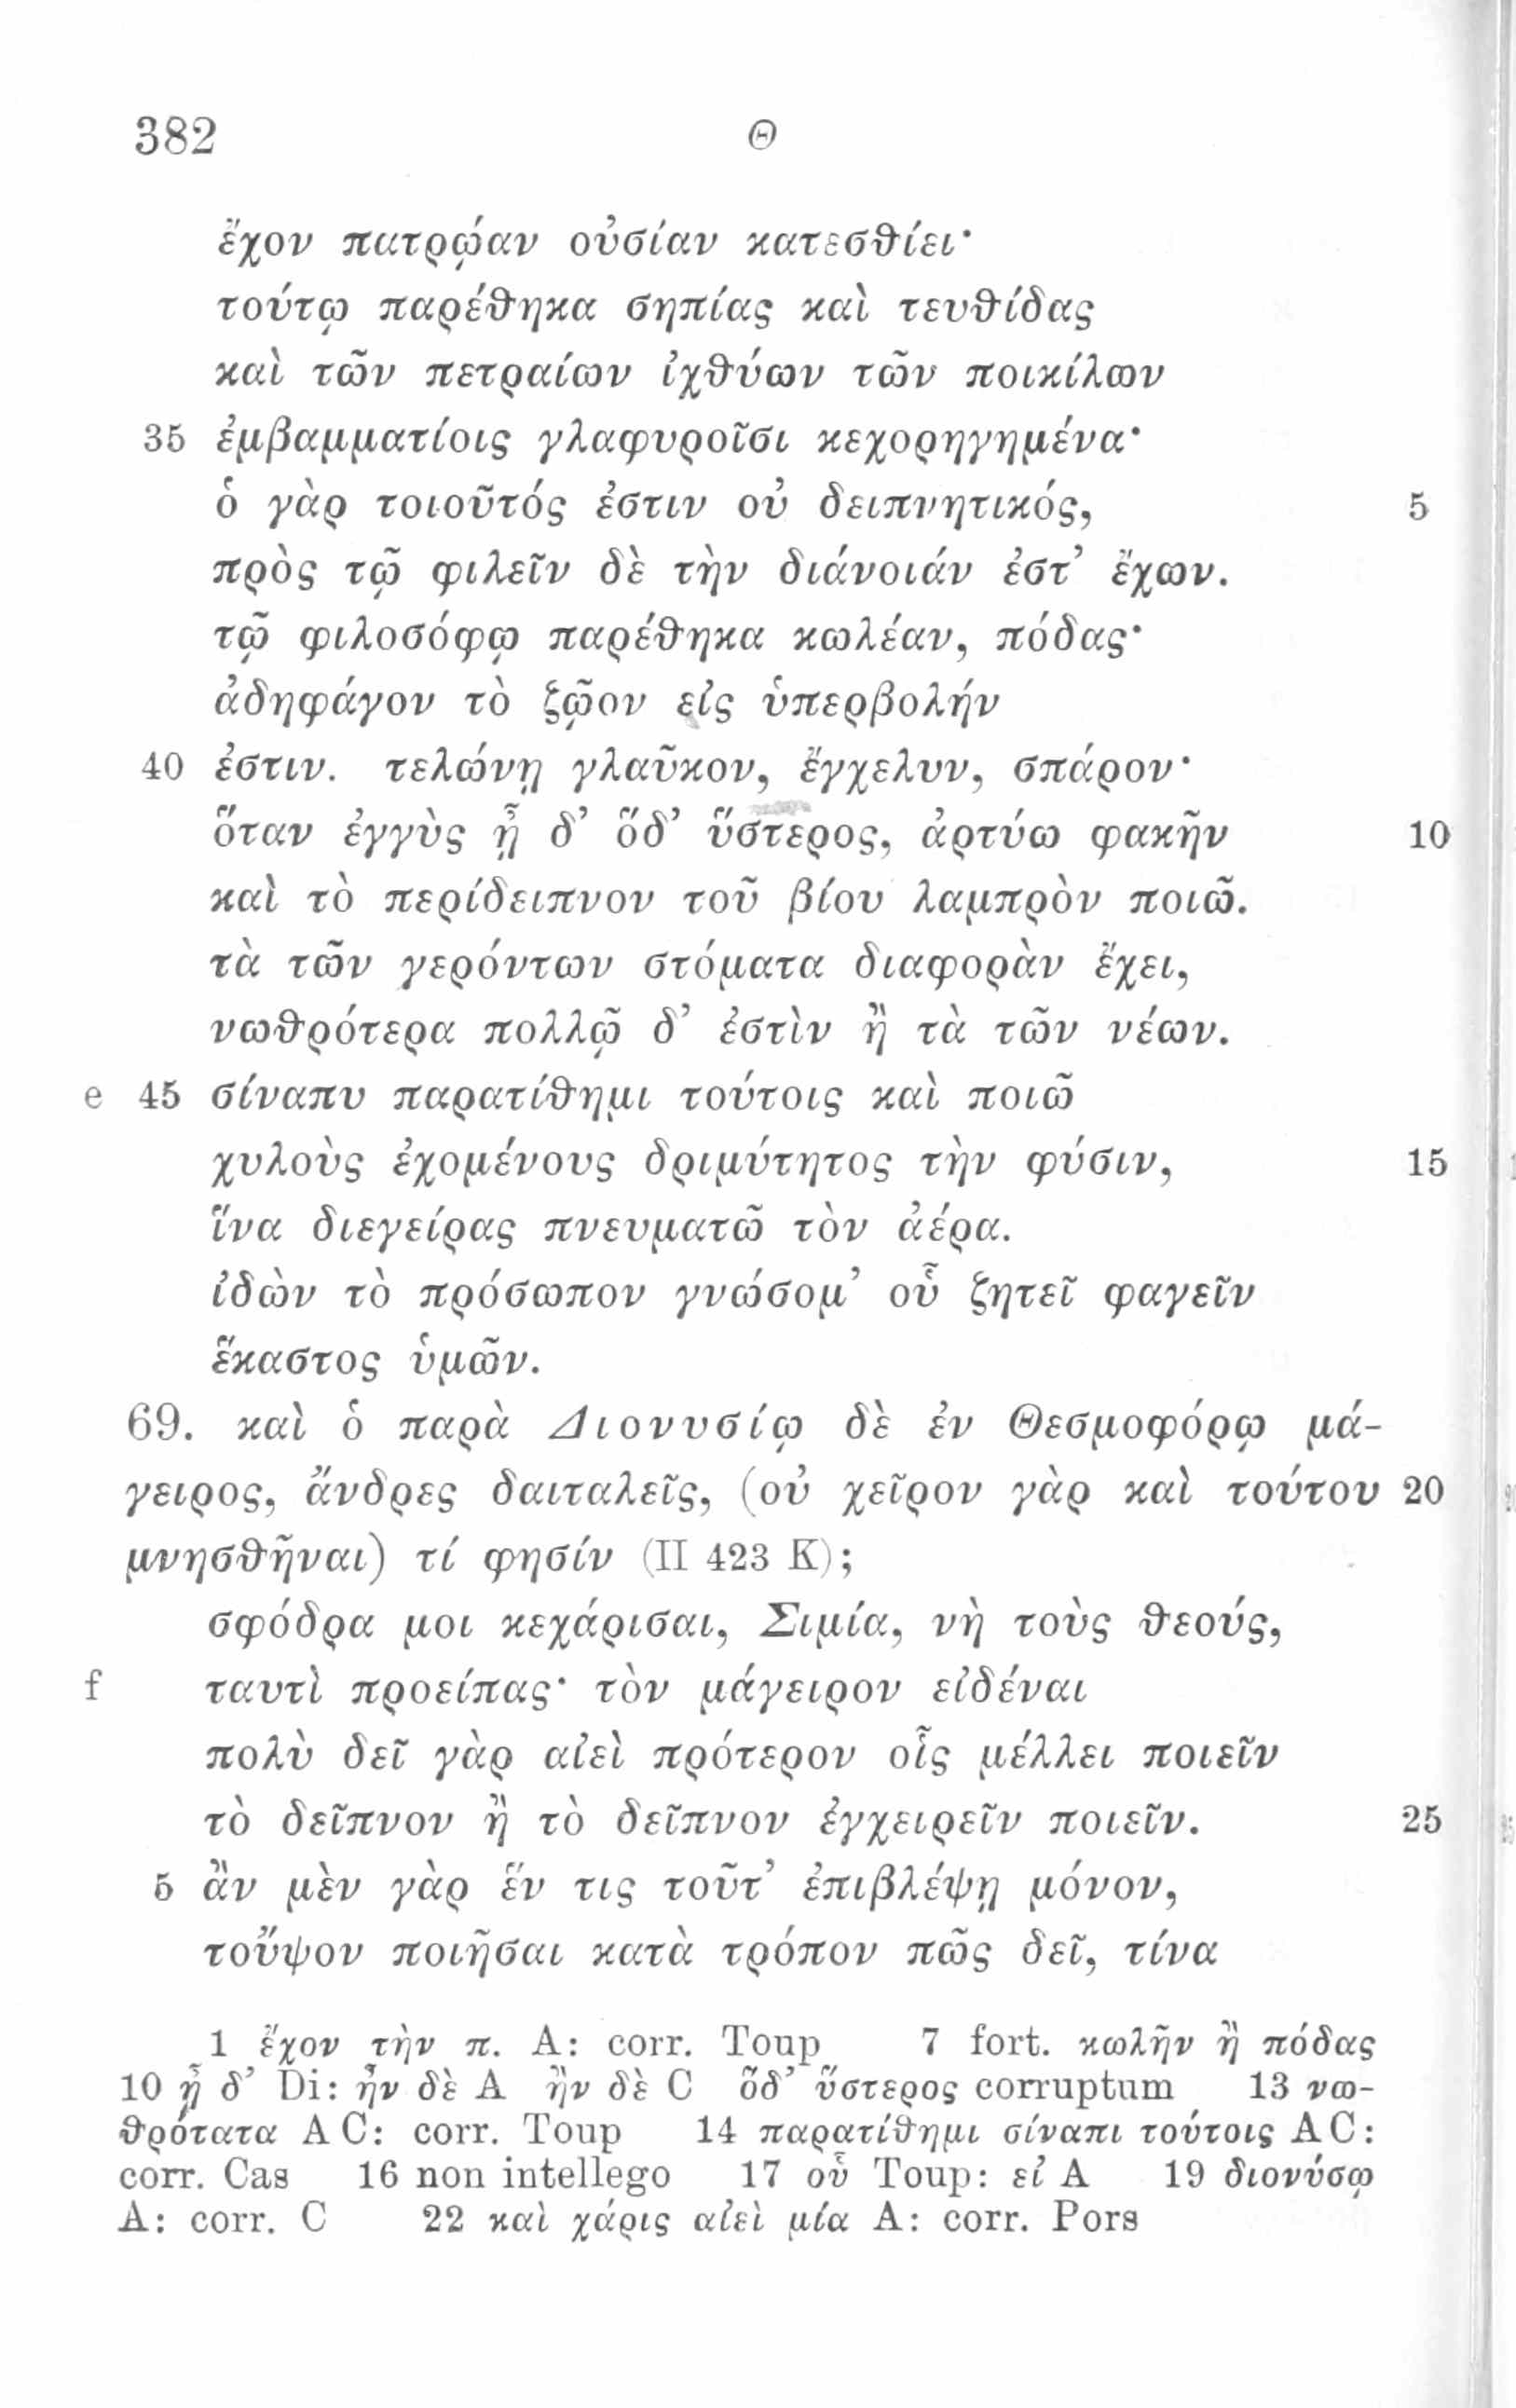 382 Θ
ἔχον πατρῴαν οὐσίαν κατεσθίει·
τούτῳ παρέθηκα σηπίας καὶ τευθίδας
καὶ τῶν πετραίων ἰχθύων τῶν ποικίλων
35 ἐμβαμματίοις γλαφυροῖσι κεχορηγημένα·
ὁ γὰρ τοιοῦτός ἐστιν οὐ δειπνητικός, 5
πρὸς τῷ φιλεῖν δὲ τὴν διάνοιάν ἐστ’ ἔχων.
τῷ φιλοσόφῳ παρέθηκα κωλέαν, πόδας·
ἀδηφάγον τὸ ζῷον εἰς ὑπερβολήν
40 ἐστιν. τελώνῃ γλαῦκον, ἔγχελυν, σπάρον·
ὅταν ἐγγὺς ᾖ δ’ ὅδ’ ὕστερος, ἀρτύω φακῆν 10
καὶ τὸ περίδειπνον τοῦ βίου λαμπρὸν ποιῶ.
τὰ τῶν γερόντων στόματα διαφορὰν ἔχει,
νωθρότερα πολλῷ δ’ ἐστὶν ἢ τὰ τῶν νέων.
e 45 σίναπυ παρατίθημι τούτοις καὶ ποιῶ
χυλοὺς ἐχομένους δριμύτητος τὴν φύσιν, 15
ἵνα διεγείρας πνευματῶ τὸν ἀέρα.
ἰδὼν τὸ πρόσωπον γνώσομ’ οὗ ζητεῖ φαγεῖν
ἕκαστος ὑμῶν.
69. καὶ ὁ παρὰ Διονυσίῳ δὲ ἐν Θεσμοφόρῳ μά-
γειρος, ἄνδρες δαιταλεῖς, (οὐ χεῖρον γὰρ καὶ τούτου 20
μνησθῆναι) τί φησίν (II 423 K);
σφόδρα μοι κεχάρισαι, Σιμία, νὴ τοὺς θεούς,
f ταυτὶ προείπας· τὸν μάγειρον εἰδέναι
πολὺ δεῖ γὰρ αἰεὶ πρότερον οἷς μέλλει ποιεῖν
τὸ δεῖπνον ἢ τὸ δεῖπνον ἐγχειρεῖν ποιεῖν. 25
5 ἂν μὲν γὰρ ἕν τις τοῦτ’ ἐπιβλέψῃ μόνον,
τοὔψον ποιῆσαι κατὰ τρόπον πῶς δεῖ, τίνα
1 ἔχον τὴν π. A: corr. Toup 7 fort. κωλῆν ἢ πόδας
10 ᾖ δ’ Di: ἦν δὲ A ἢν δὲ C ὅδ’ ὕστερος corruptum 13 νω-
θρότατα AC: corr. Toup 14 παρατίθημι σίναπι τούτοις AC:
corr. Cas 16 non intellego 17 οὗ Toup: εἰ A 19 διονύσῳ
A: corr. C 22 καὶ χάρις αἰεὶ μία A: corr. Pors